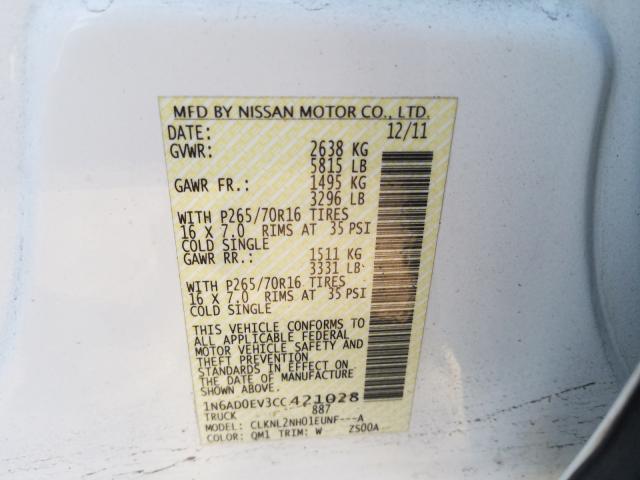 MFD BY NISSAN MOTOR CO., LTD.
DATE: 12/11
GVWR: 2638 KG
5815 LB
GAWR FR.: 1495 KG
3296 LB
WITH P265/70R16 TIRES
16 X 7.0 RIMS AT 35 PSI
COLD SINGLE
GAWR RR.: 1511 KG
3331 LB
WITH P265/70R16 TIRES
16 X 7.0 RIMS AT 35 PSI
COLD SINGLE
THIS VEHICLE CONFORMS TO
ALL APPLICABLE FEDERAL
MOTOR VEHICLE SAFETY AND
THEFT PREVENTION
STANDARDS IN EFFECT ON
THE DATE OF MANUFACTURE
SHOWN ABOVE.
1N6AD0EV3CC421028
TRUCK 887
MODEL: CLKNL2NH01EUNF---A
COLOR: QM1 TRIM: W ZS00A